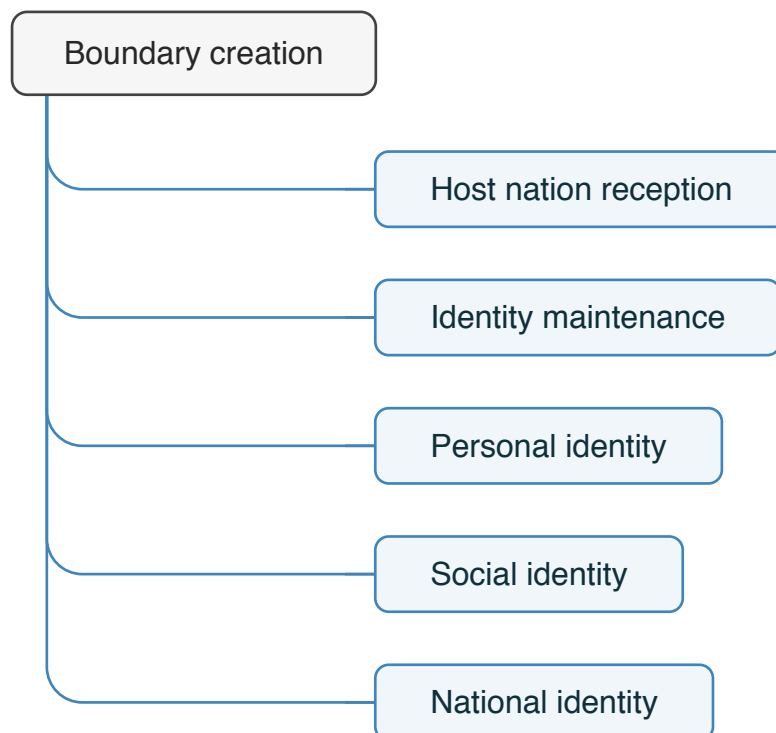 Boundary creation
Host nation reception
Identity maintenance
Personal identity
Social identity
National identity